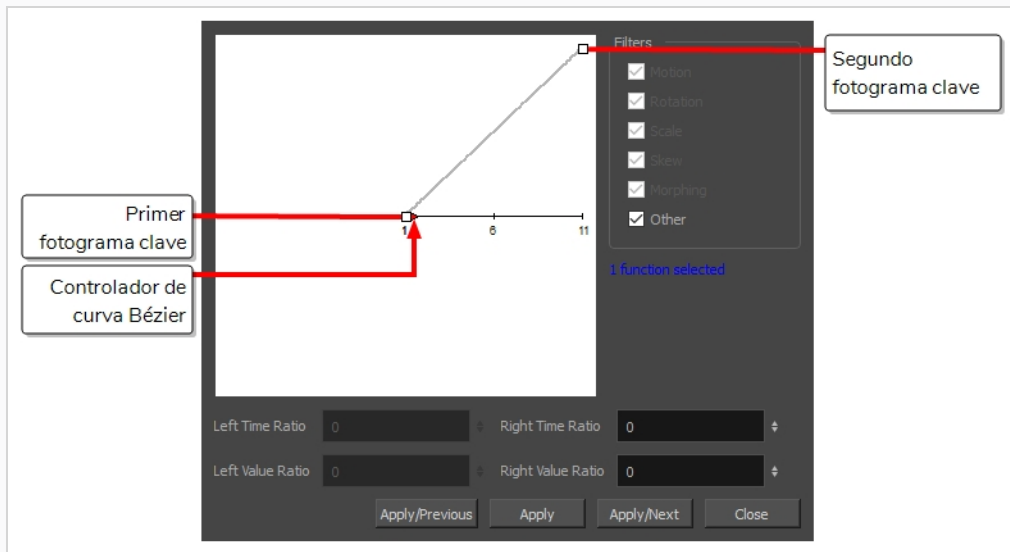 Filters
Motion
Rotation
Scale
Skew
Morphing
Other
1 function selected
Segundo
fotograma clave
Primer
fotograma clave
Controlador de
curva Bézier
1
6
11
Left Time Ratio 0
Right Time Ratio 0
Left Value Ratio 0
Right Value Ratio 0
Apply/Previous
Apply
Apply/Next
Close